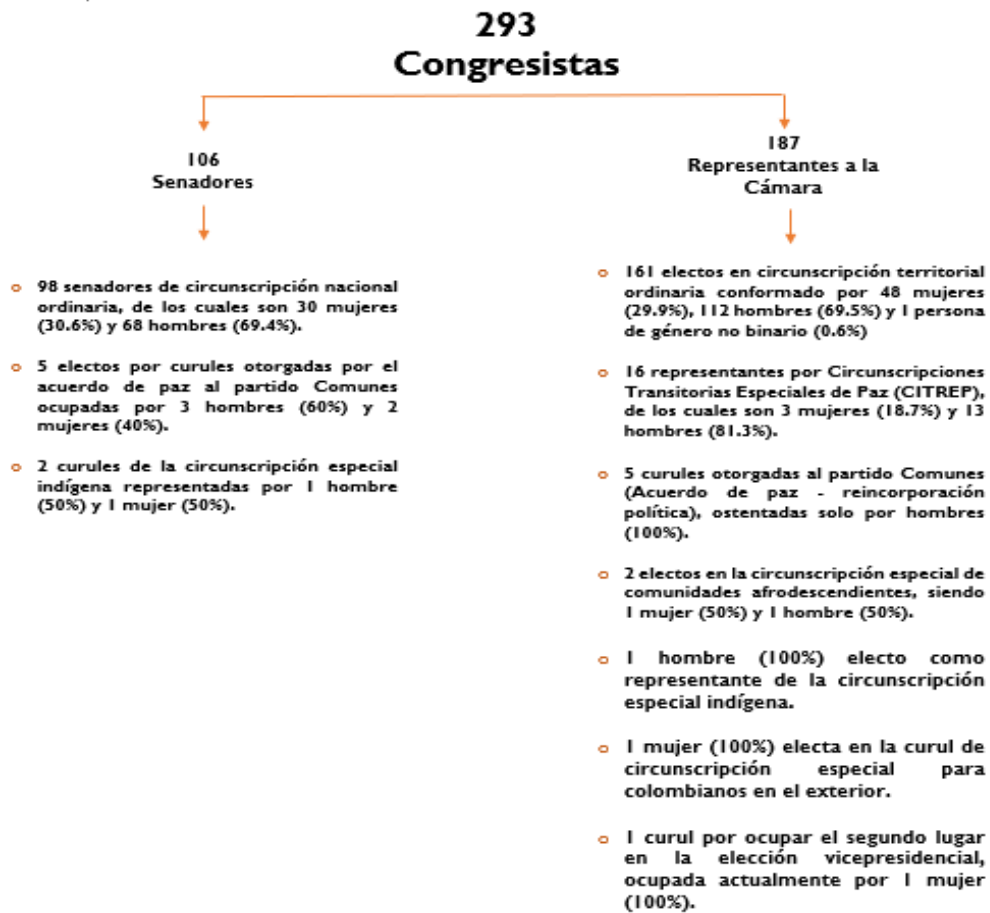 293
Congresistas
106
Senadores
98 senadores de circunscripción nacional
ordinaria, de los cuales son 30 mujeres
(30.6%) y 68 hombres (69.4%).
5 electos por curules otorgadas por el
acuerdo de paz al partido Comunes
ocupadas por 3 hombres (60%) y 2
mujeres (40%).
2 curules de la circunscripción especial
indígena representadas por 1 hombre
(50%) y 1 mujer (50%).
187
Representantes a la
Cámara
161 electos en circunscripción territorial
ordinaria conformado por 48 mujeres
(29.9%), 112 hombres (69.5%) y 1 persona
de género no binario (0.6%)
16 representantes por Circunscripciones
Transitorias Especiales de Paz (CITREP),
de los cuales son 3 mujeres (18.7%) y 13
hombres (81.3%).
5 curules otorgadas al partido Comunes
(Acuerdo de paz - reincorporación
política), ostentadas solo por hombres
(100%).
2 electos en la circunscripción especial de
comunidades afrodescendientes, siendo
1 mujer (50%) y 1 hombre (50%).
1 hombre (100%) electo como
representante de la circunscripción
especial indígena.
1 mujer (100%) electa en la curul de
circunscripción especial para
colombianos en el exterior.
1 curul por ocupar el segundo lugar
en la elección vicepresidencial,
ocupada actualmente por 1 mujer
(100%).